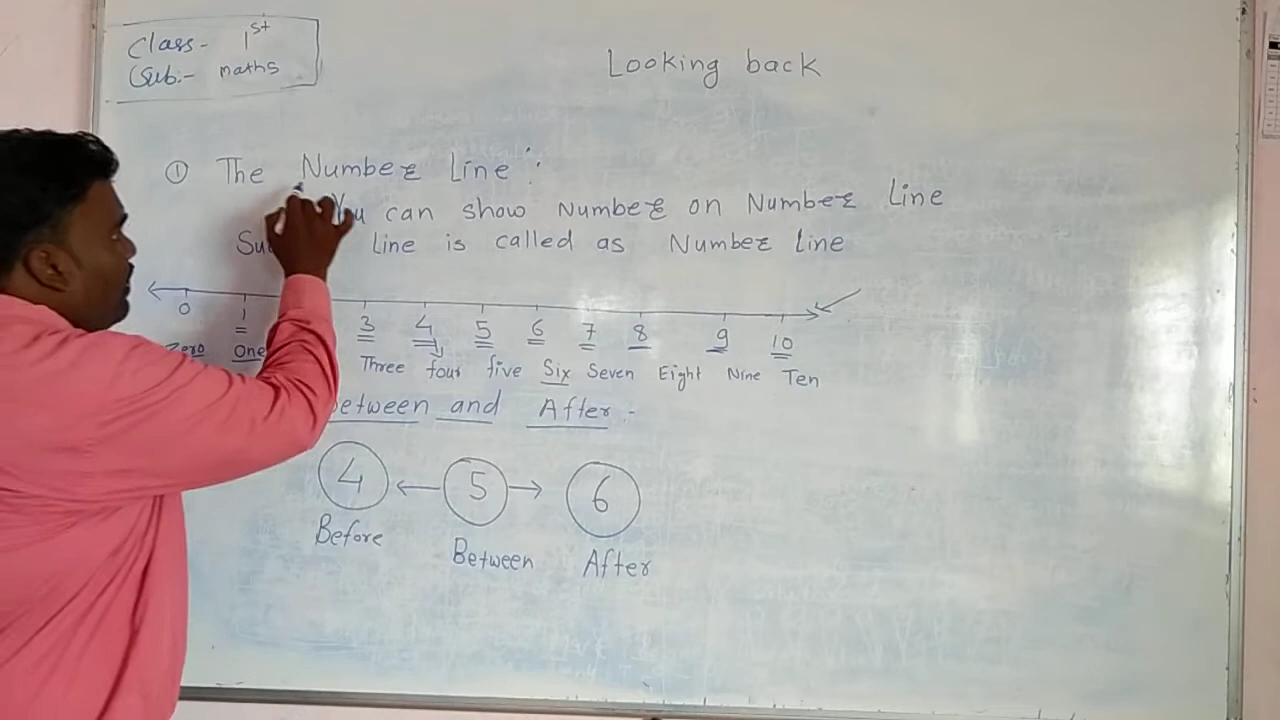 Class- 1st
Sub:- maths
Looking back
① The Number Line :-
You can show Number on Number Line
Line is called as Number line
0 1 3 4 5 6 7 8 9 10
Zero One Three four five Six Seven Eight Nine Ten
Between and After -
4 5 6
Before Between After